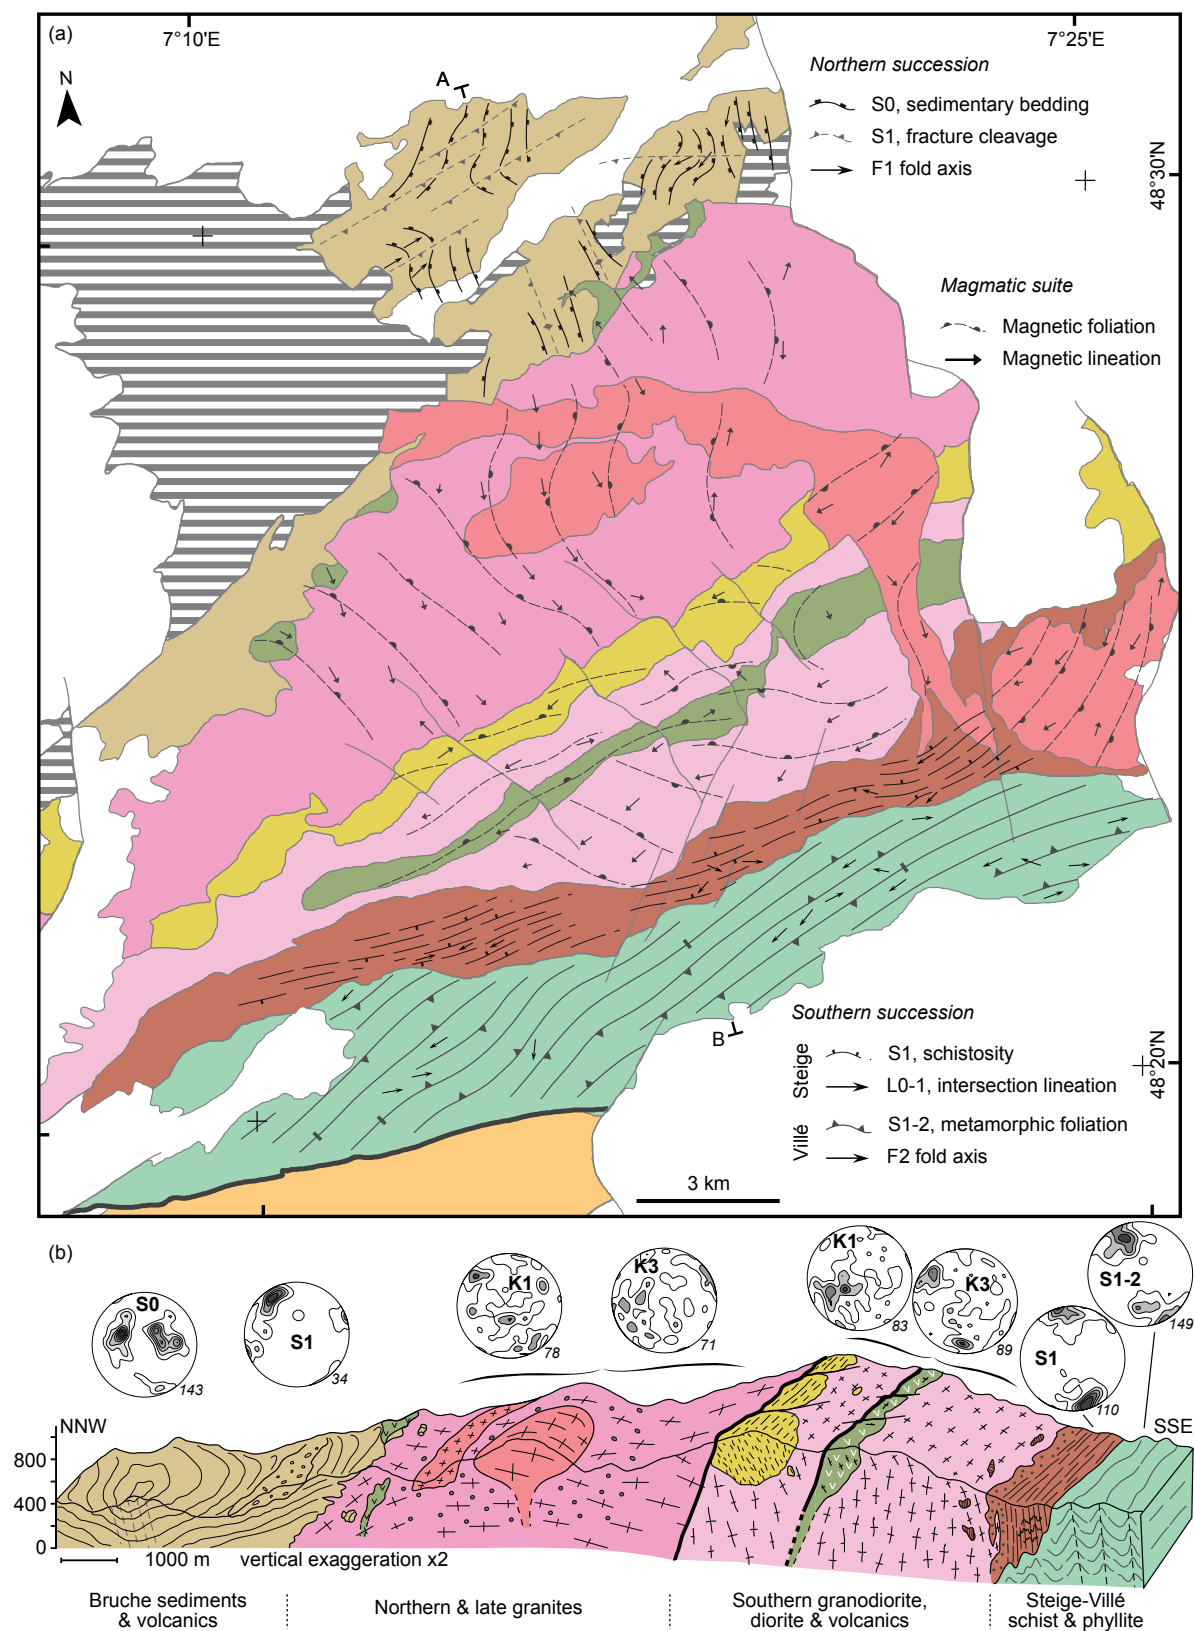 (a)
7°10'E
7°25'E
N
A
Northern succession
S0, sedimentary bedding
S1, fracture cleavage
F1 fold axis
48°30'N
Magmatic suite
Magnetic foliation
Magnetic lineation
Southern succession
Steige
S1, schistosity
L0-1, intersection lineation
Villé
S1-2, metamorphic foliation
F2 fold axis
B
48°20'N
3 km
(b)
S0
143
S1
34
K1
78
K3
71
K1
83
K3
89
S1
110
S1-2
149
NNW
SSE
800
400
0
1000 m
vertical exaggeration x2
Bruche sediments
& volcanics
Northern & late granites
Southern granodiorite,
diorite & volcanics
Steige-Villé
schist & phyllite